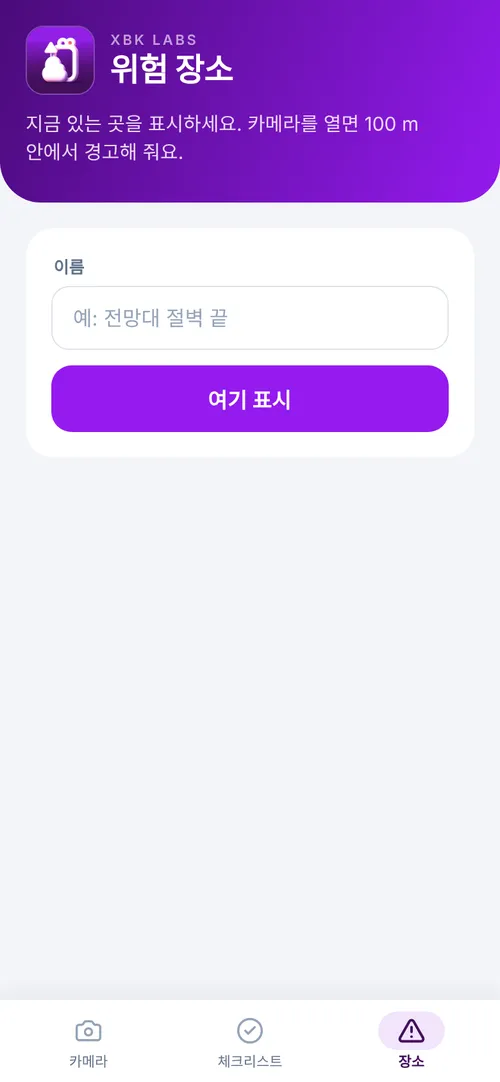 XBK LABS
위험 장소
지금 있는 곳을 표시하세요. 카메라를 열면 100 m
안에서 경고해 줘요.
이름
예: 전망대 절벽 끝
여기 표시
카메라
체크리스트
장소